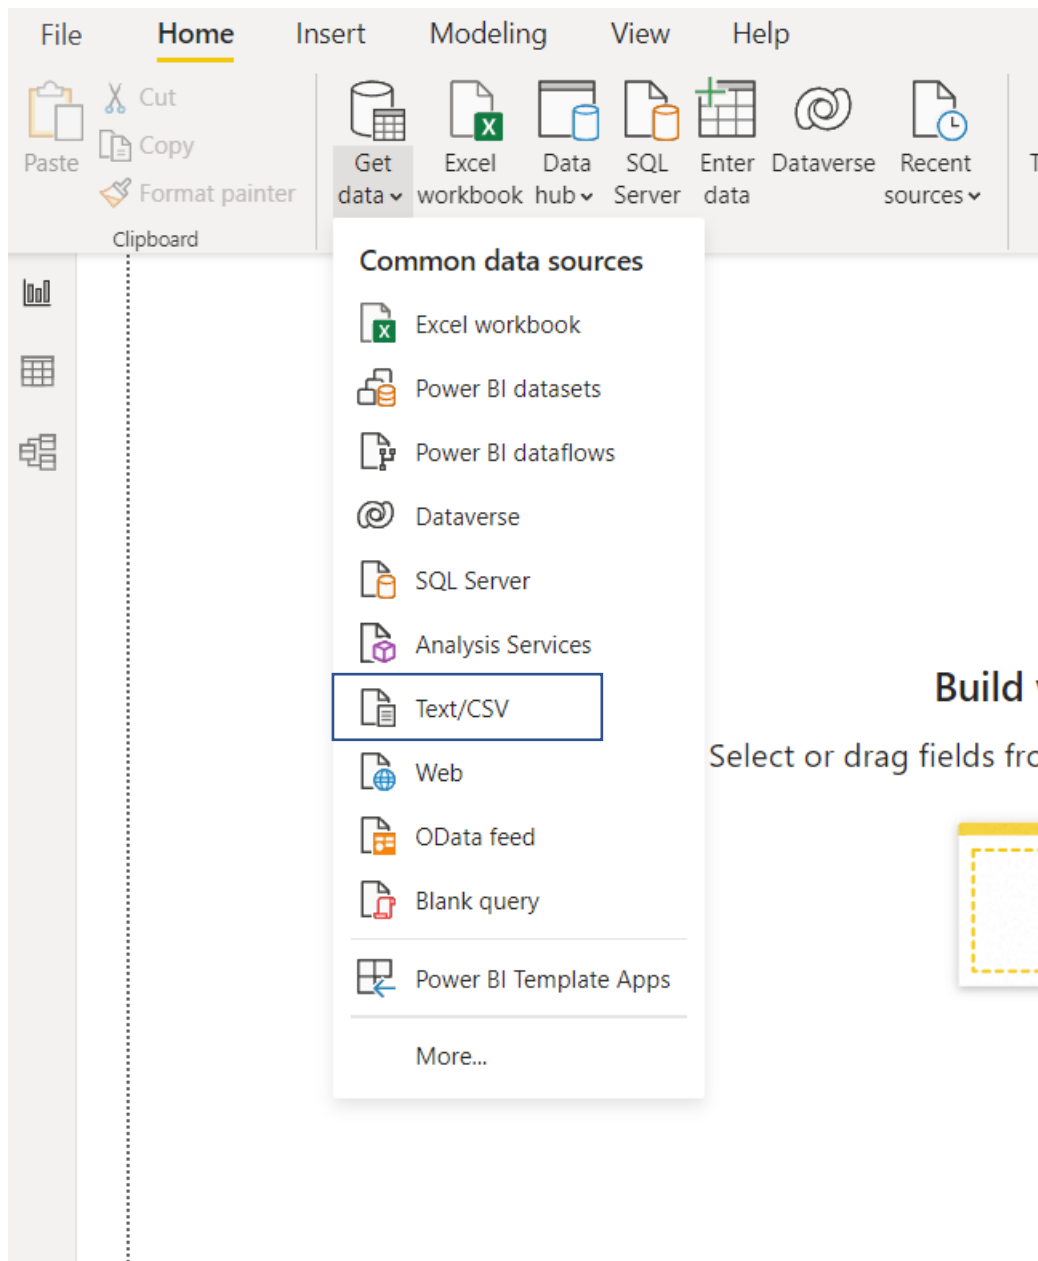 File Home Insert Modeling View Help
Paste
Cut
Copy
Format painter
Clipboard
Get data
Excel workbook
Data hub
SQL Server
Enter data
Dataverse
Recent sources
Common data sources
Excel workbook
Power BI datasets
Power BI dataflows
Dataverse
SQL Server
Analysis Services
Text/CSV
Web
OData feed
Blank query
Power BI Template Apps
More...
Build
Select or drag fields